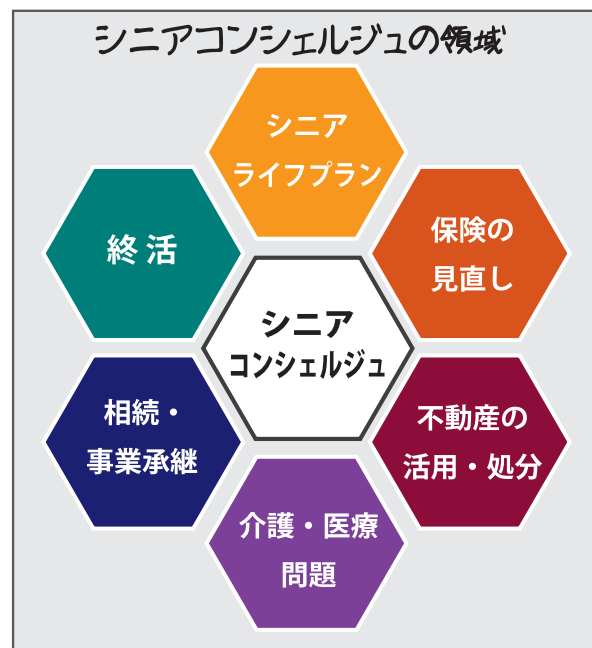 シニアコンシェルジュの領域
シニア
ライフプラン
保険の
見直し
終 活
シニア
コンシェルジュ
相続・
事業承継
不動産の
活用・処分
介護・医療
問題